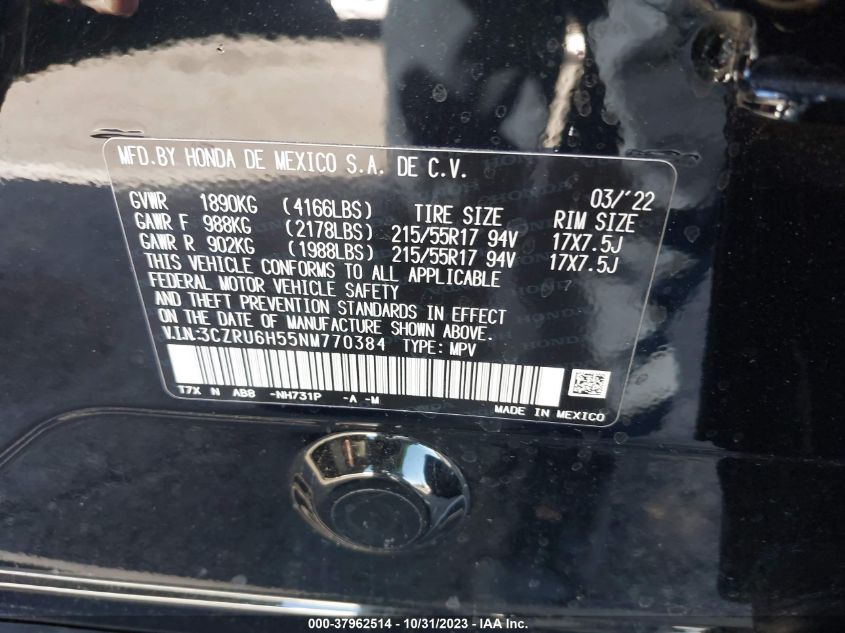 MFD.BY HONDA DE MEXICO S.A. DE C.V.
03/'22
GVWR 1890KG (4166LBS) TIRE SIZE RIM SIZE
GAWR F 988KG (2178LBS) 215/55R17 94V 17X7.5J
GAWR R 902KG (1988LBS) 215/55R17 94V 17X7.5J
THIS VEHICLE CONFORMS TO ALL APPLICABLE
FEDERAL MOTOR VEHICLE SAFETY
AND THEFT PREVENTION STANDARDS IN EFFECT
ON THE DATE OF MANUFACTURE SHOWN ABOVE.
V.I.N:3CZRU6H55NM770384 TYPE: MPV
T7X N ABB -NH731P -A -M
MADE IN MEXICO
000-37962514 - 10/31/2023 - IAA Inc.